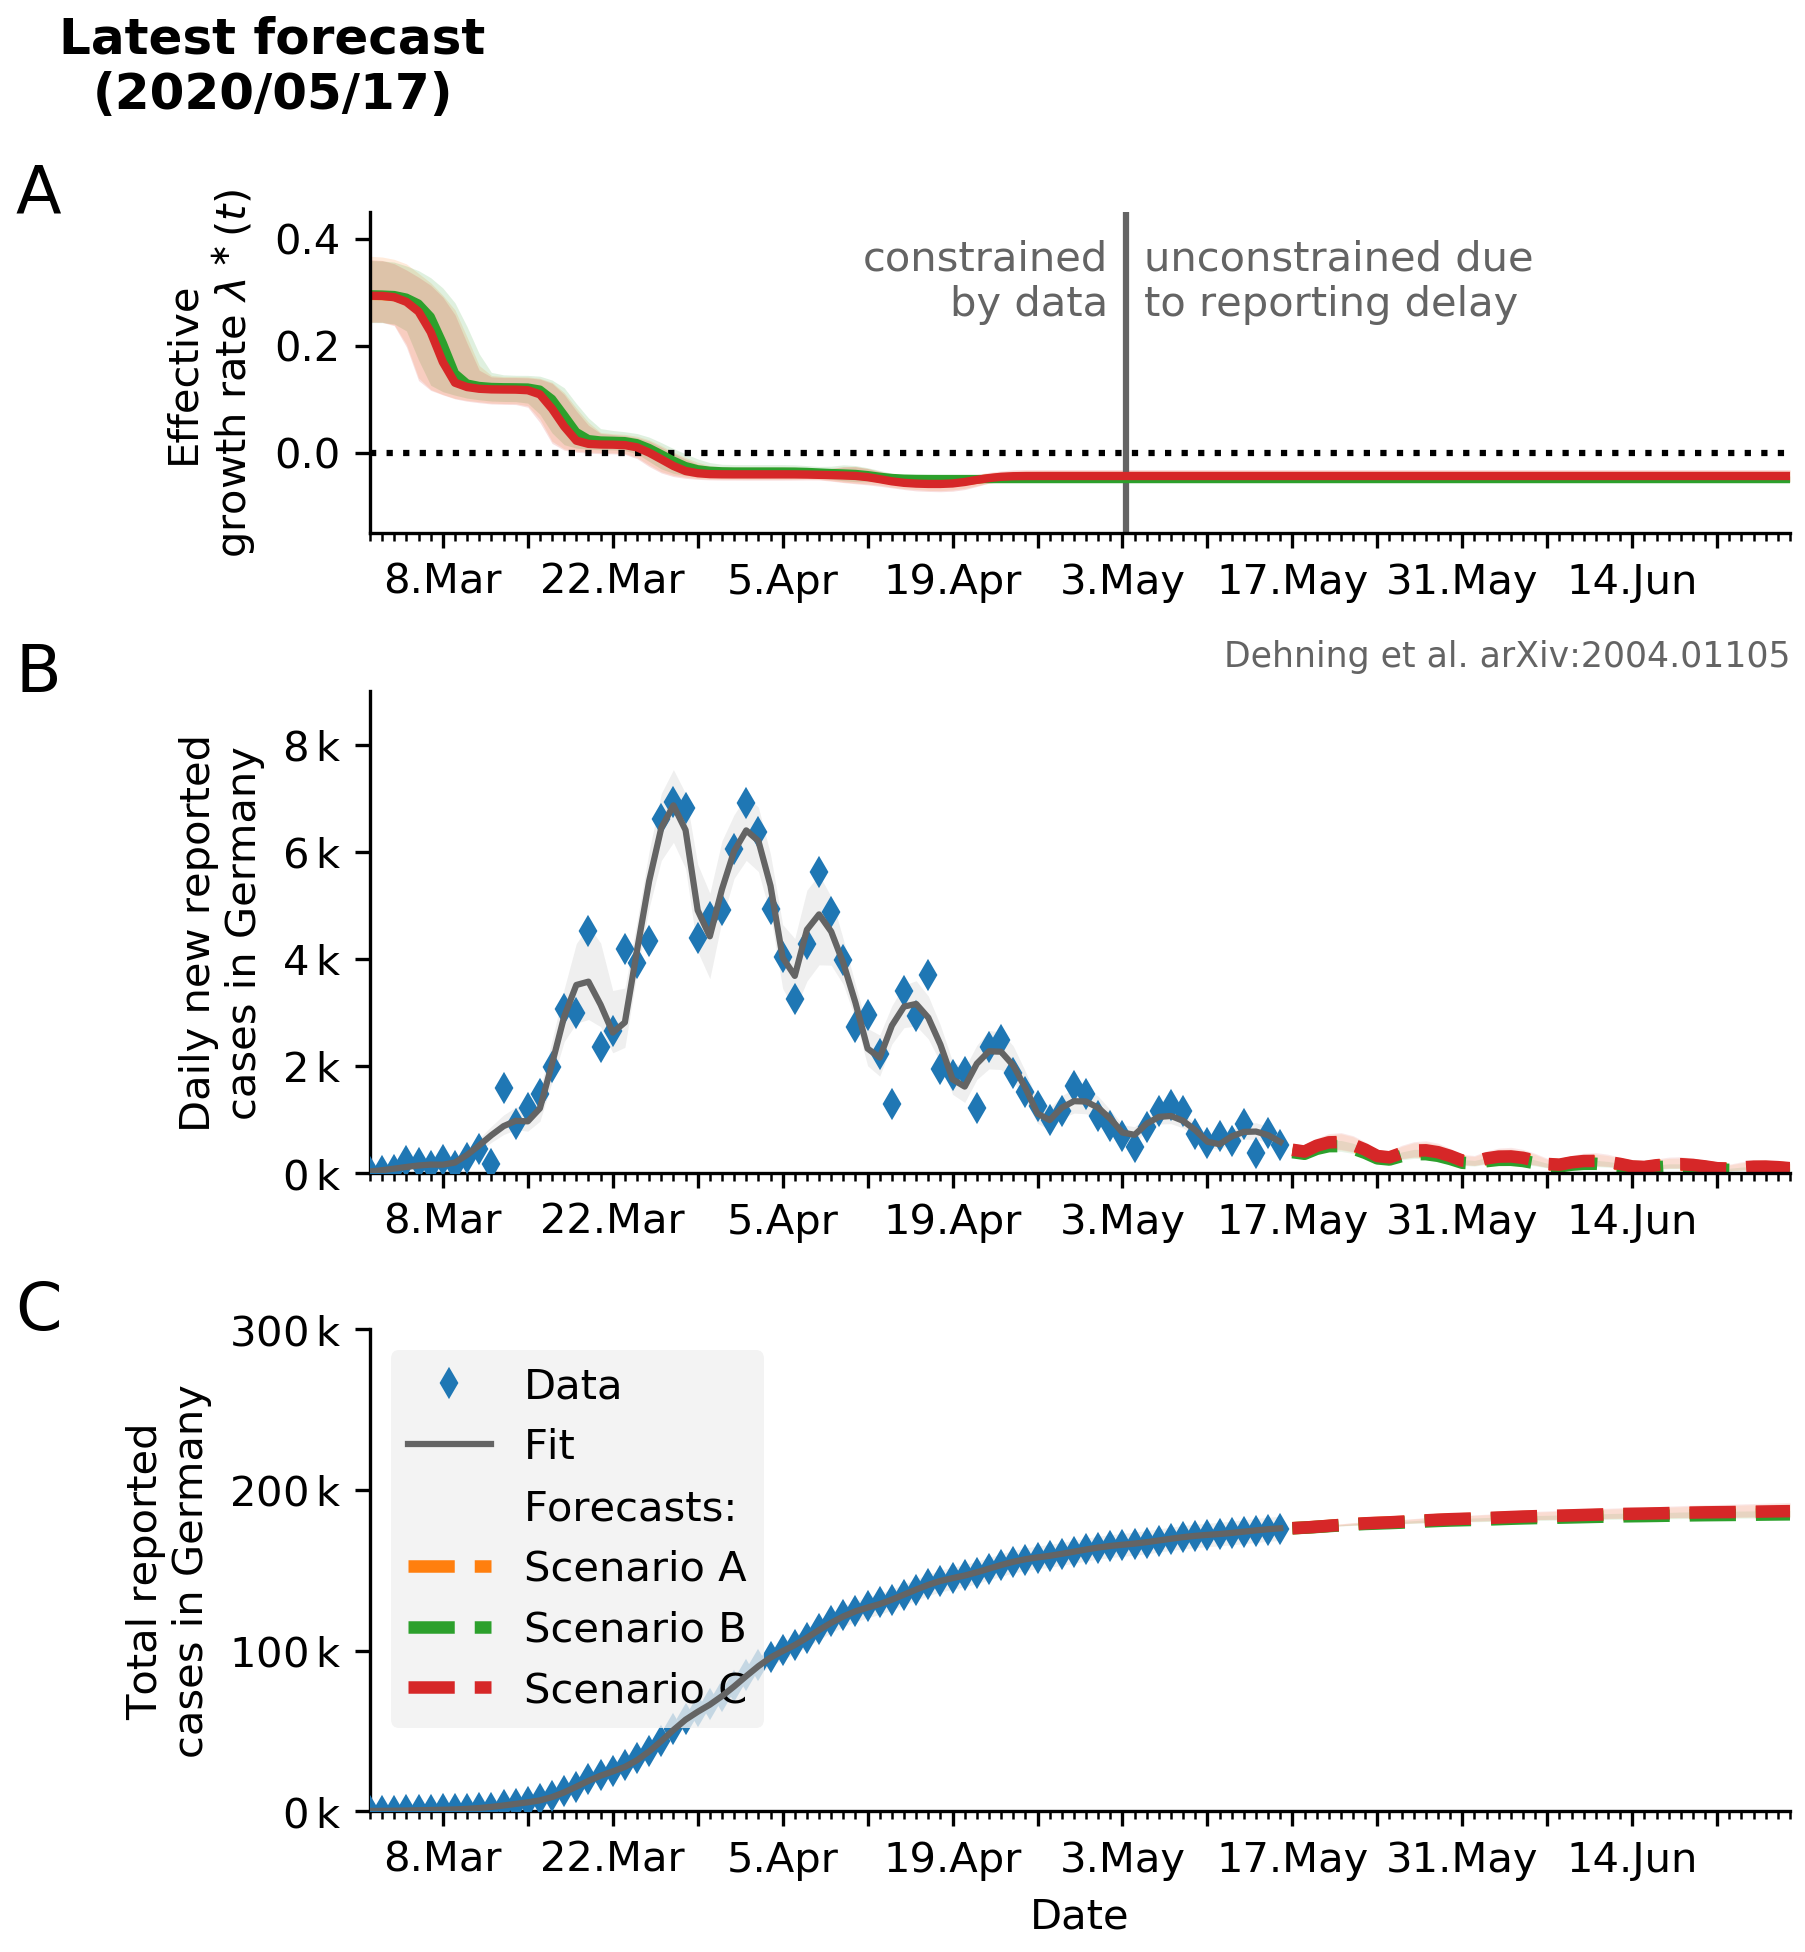 Latest forecast
(2020/05/17)
A
Effective
growth rate λ*(t)
0.4
0.2
0.0
constrained
by data
unconstrained due
to reporting delay
8.Mar 22.Mar 5.Apr 19.Apr 3.May 17.May 31.May 14.Jun
B
Dehning et al. arXiv:2004.01105
Daily new reported
cases in Germany
8 k
6 k
4 k
2 k
0 k
8.Mar 22.Mar 5.Apr 19.Apr 3.May 17.May 31.May 14.Jun
C
Total reported
cases in Germany
300 k
200 k
100 k
0 k
Data
Fit
Forecasts:
Scenario A
Scenario B
Scenario C
8.Mar 22.Mar 5.Apr 19.Apr 3.May 17.May 31.May 14.Jun
Date